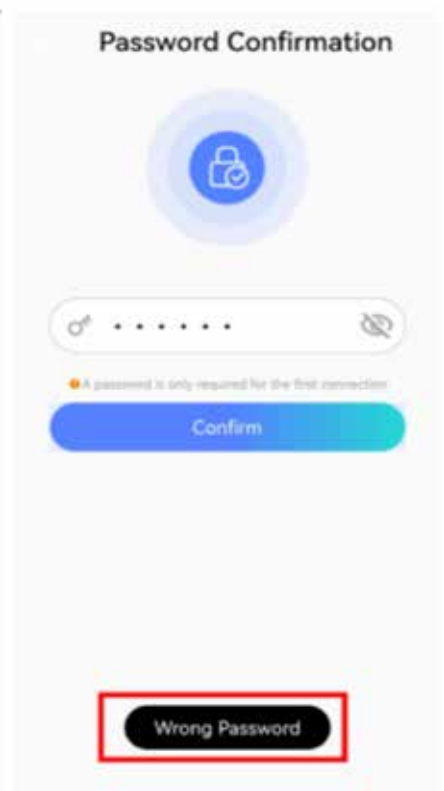 Password Confirmation
A password is only required for the first connection
Confirm
Wrong Password